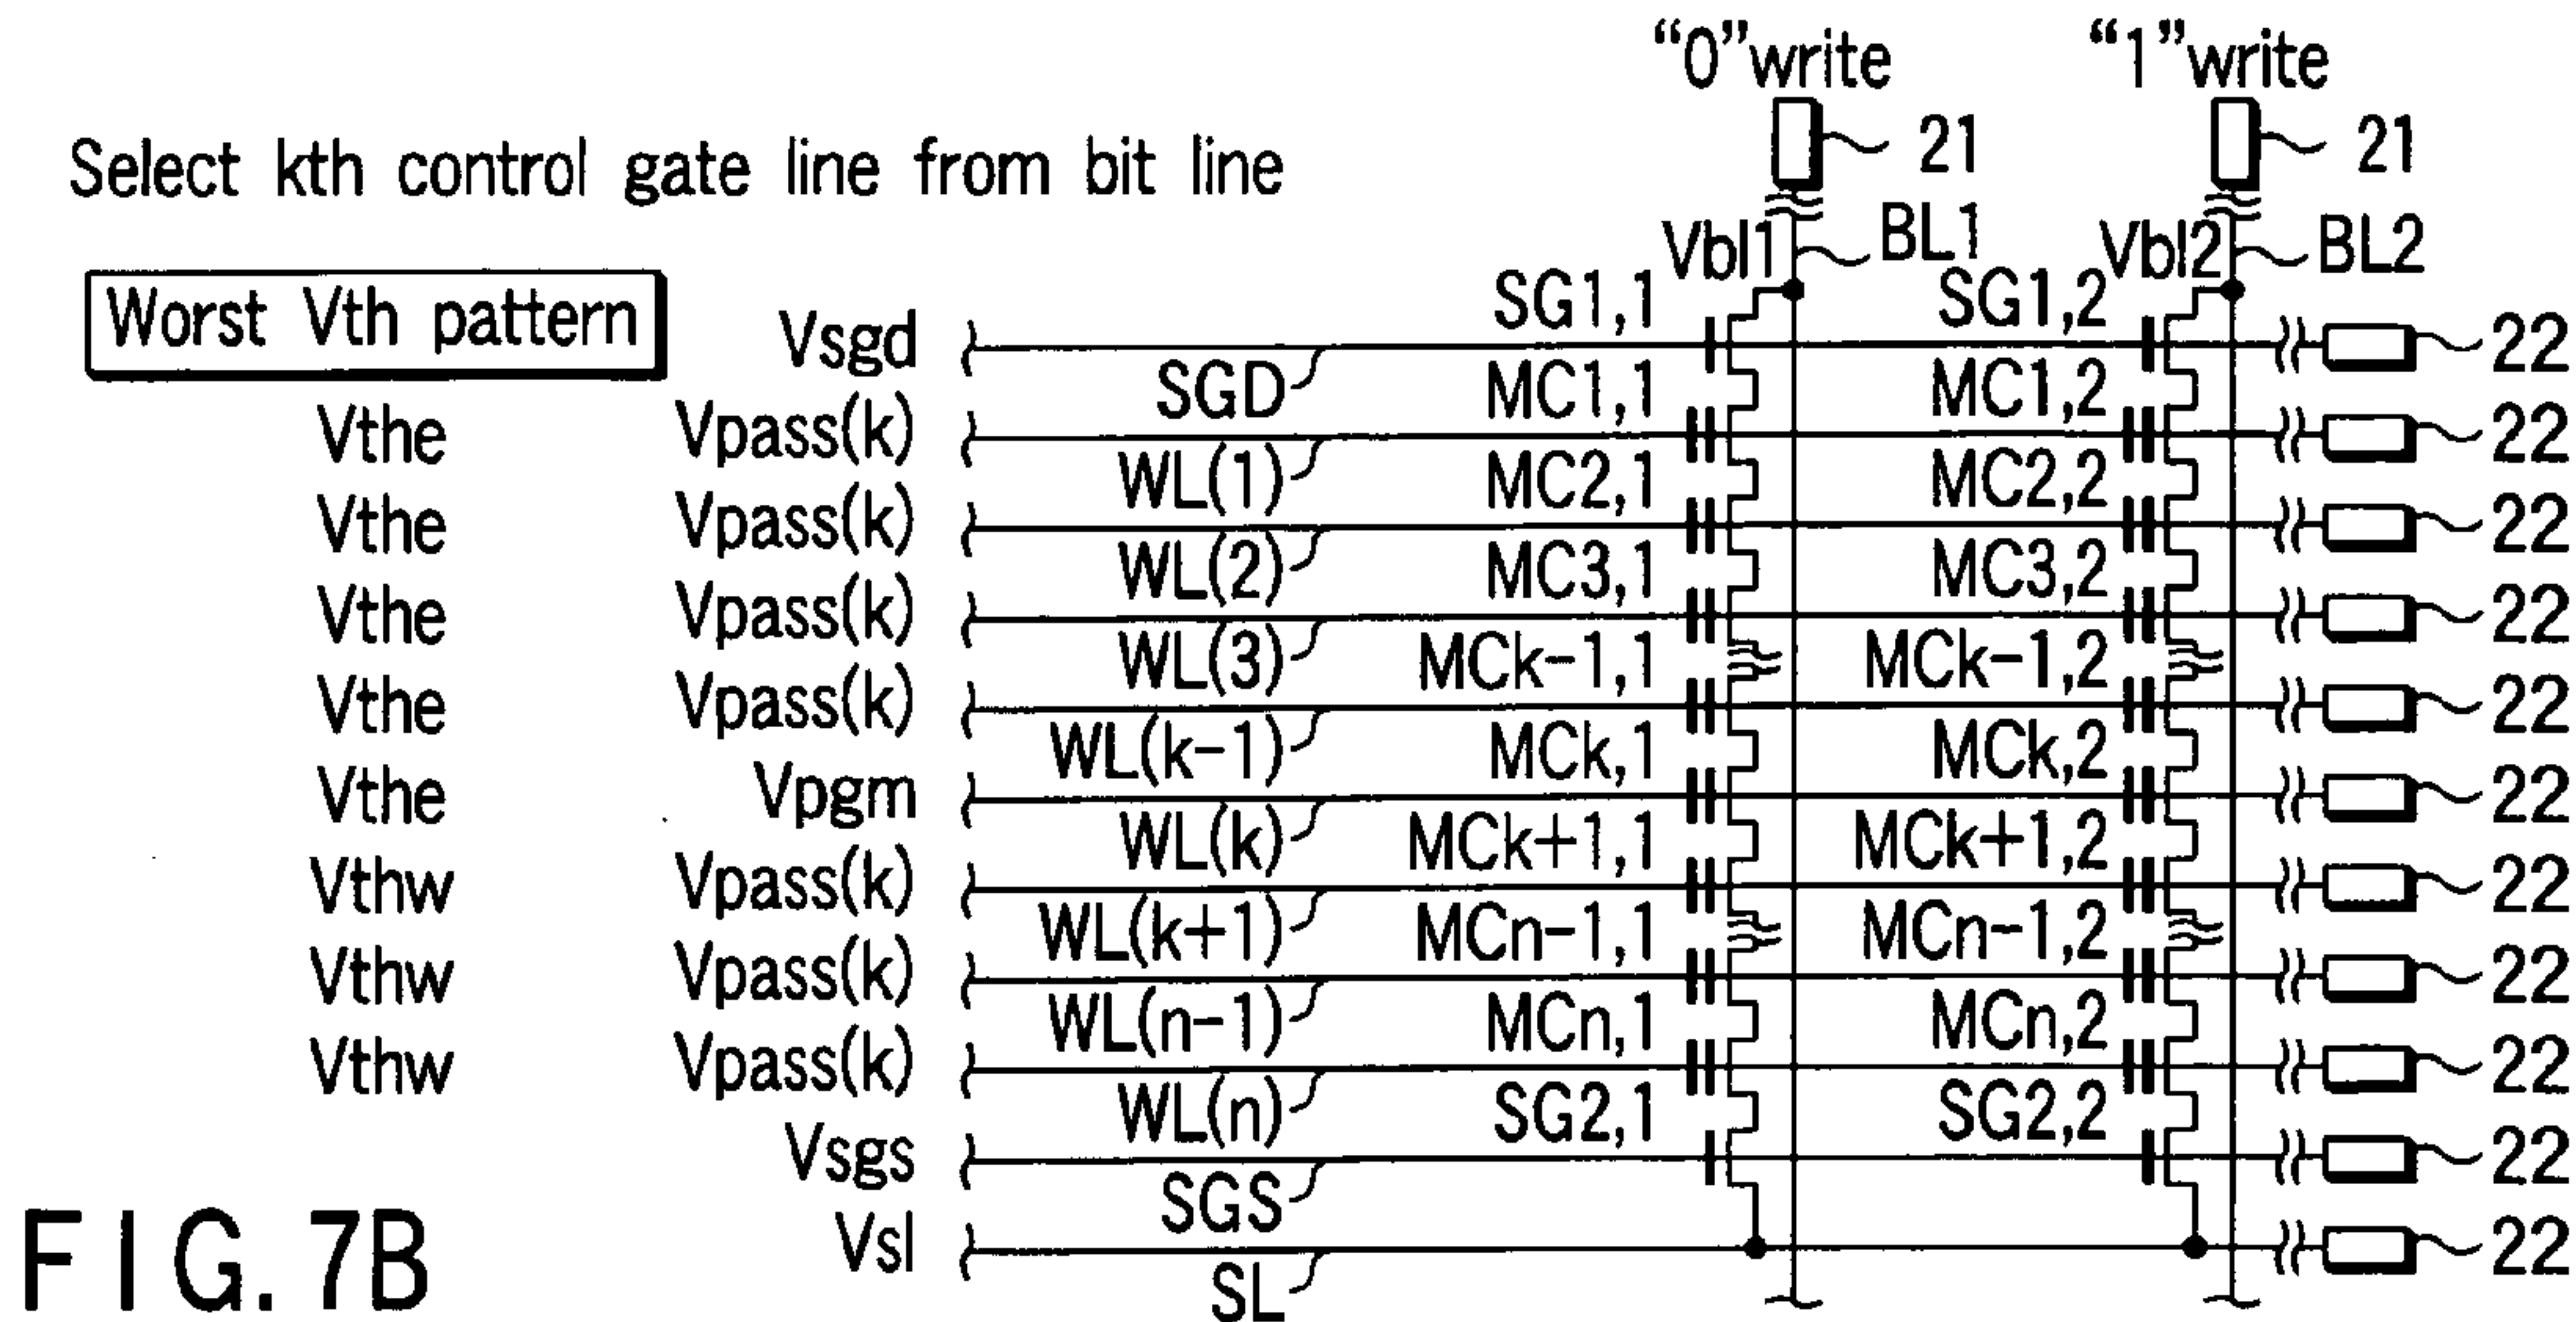 “0”write “1”write
21 21
Select kth control gate line from bit line
Vbl1 BL1 Vbl2 BL2
Worst Vth pattern
Vsgd SGD SG1,1 SG1,2 22
Vthe Vpass(k) WL(1) MC1,1 MC1,2 22
Vthe Vpass(k) WL(2) MC2,1 MC2,2 22
Vthe Vpass(k) WL(3) MC3,1 MC3,2 22
Vthe Vpass(k) WL(k-1) MCk-1,1 MCk-1,2 22
Vthe Vpgm WL(k) MCk,1 MCk,2 22
Vthw Vpass(k) WL(k+1) MCk+1,1 MCk+1,2 22
Vthw Vpass(k) WL(n-1) MCn-1,1 MCn-1,2 22
Vthw Vpass(k) WL(n) MCn,1 MCn,2 22
Vsgs SGS SG2,1 SG2,2 22
Vsl SL 22
FIG. 7B